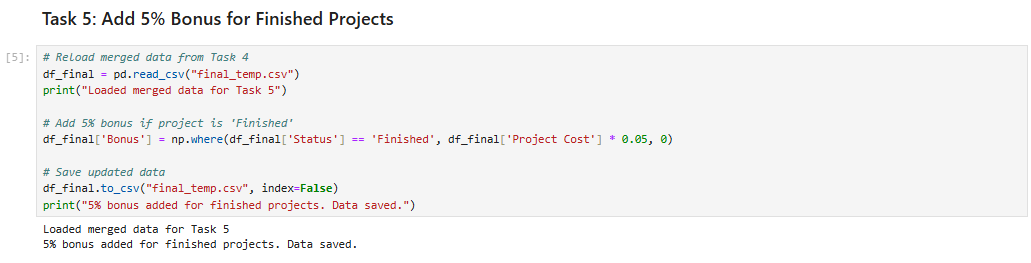 Task 5: Add 5% Bonus for Finished Projects
[5]:
# Reload merged data from Task 4
df_final = pd.read_csv("final_temp.csv")
print("Loaded merged data for Task 5")
# Add 5% bonus if project is 'Finished'
df_final['Bonus'] = np.where(df_final['Status'] == 'Finished', df_final['Project Cost'] * 0.05, 0)
# Save updated data
df_final.to_csv("final_temp.csv", index=False)
print("5% bonus added for finished projects. Data saved.")
Loaded merged data for Task 5
5% bonus added for finished projects. Data saved.